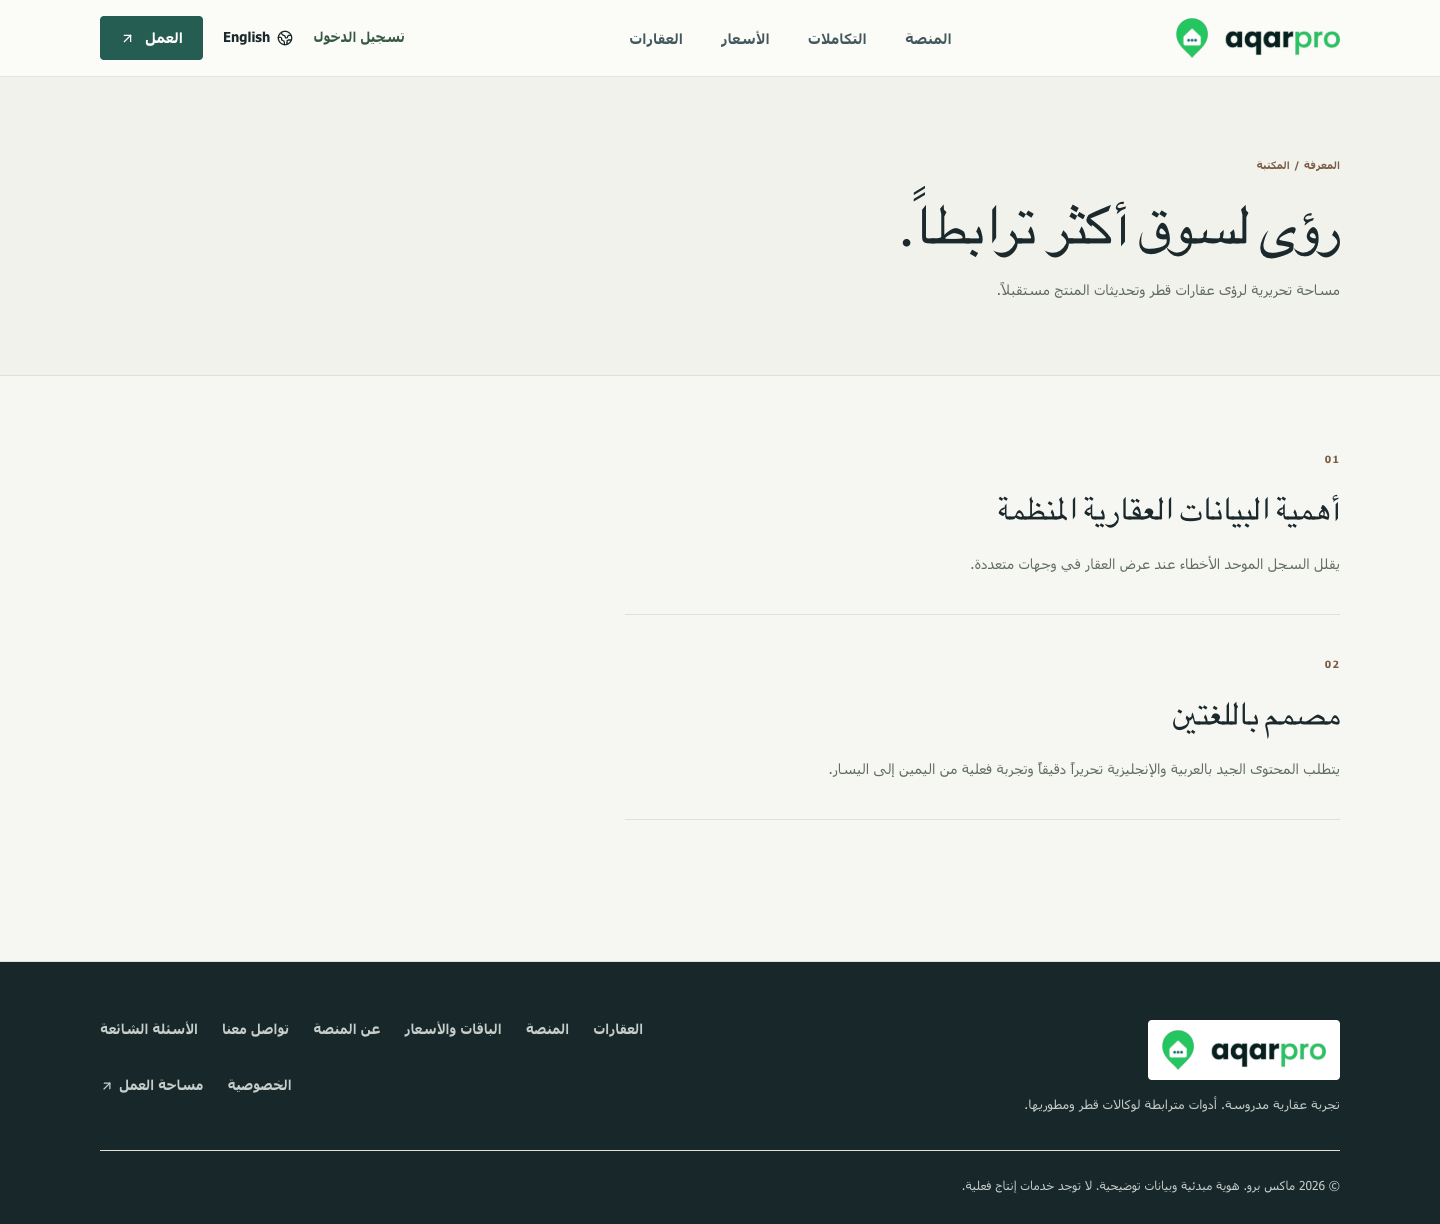 aqarpro
المنصة
التكاملات
الأسعار
العقارات
تسجيل الدخول
English
العمل
المعرفة / المكتبة
رؤى لسوق أكثر ترابطاً.
مساحة تحريرية لرؤى عقارات قطر وتحديثات المنتج مستقبلاً.
01
أهمية البيانات العقارية المنظمة
يقلل السجل الموحد الأخطاء عند عرض العقار في وجهات متعددة.
02
مصمم باللغتين
يتطلب المحتوى الجيد بالعربية والإنجليزية تحريراً دقيقاً وتجربة فعلية من اليمين إلى اليسار.
aqarpro
تجربة عقارية مدروسة. أدوات مترابطة لوكالات قطر ومطوريها.
العقارات
المنصة
الباقات والأسعار
عن المنصة
تواصل معنا
الأسئلة الشائعة
الخصوصية
مساحة العمل
© 2026 ماكس برو. هوية مبدئية وبيانات توضيحية. لا توجد خدمات إنتاج فعلية.